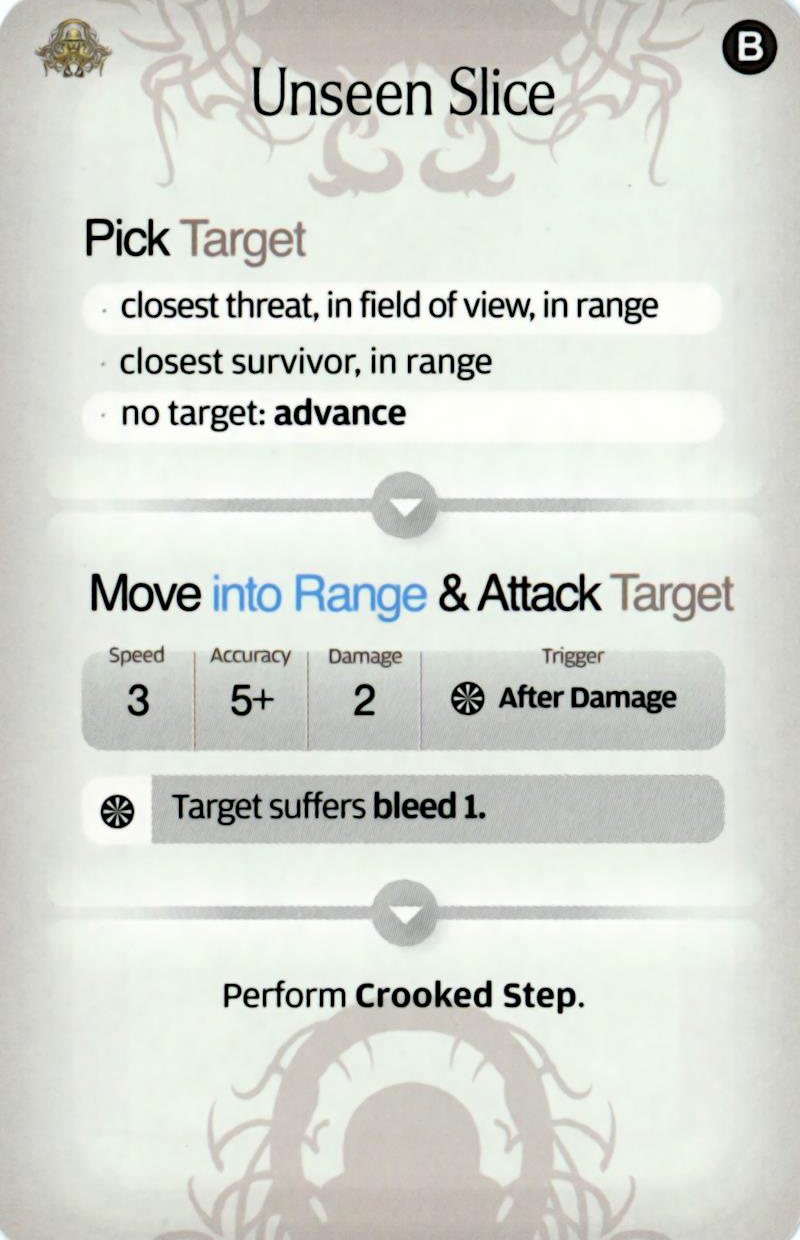 B
Unseen Slice
Pick Target
· closest threat, in field of view, in range
· closest survivor, in range
· no target: advance
Move into Range & Attack Target
Speed Accuracy Damage Trigger
3 5+ 2 After Damage
Target suffers bleed 1.
Perform Crooked Step.